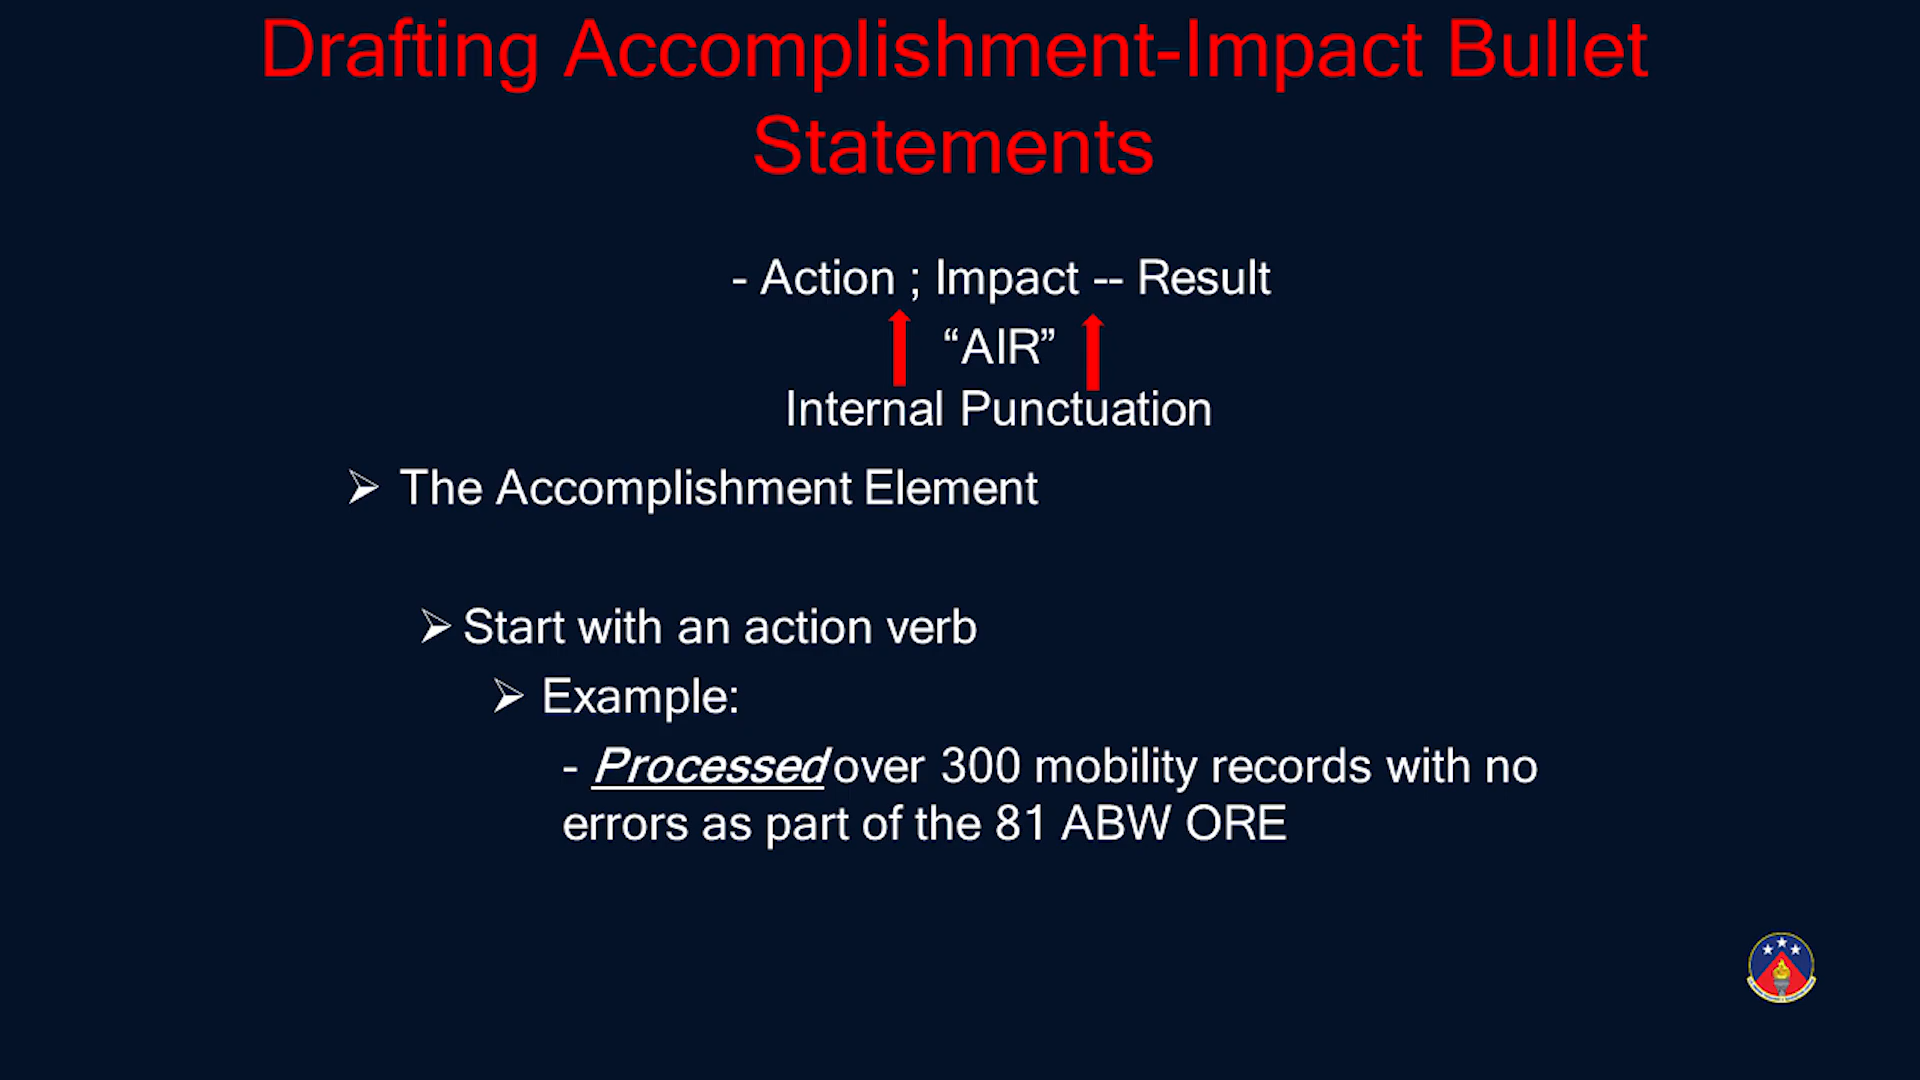 Drafting Accomplishment-Impact Bullet
Statements
- Action ; Impact -- Result
“AIR”
Internal Punctuation
➢ The Accomplishment Element
➢ Start with an action verb
➢ Example:
- Processed over 300 mobility records with no
errors as part of the 81 ABW ORE